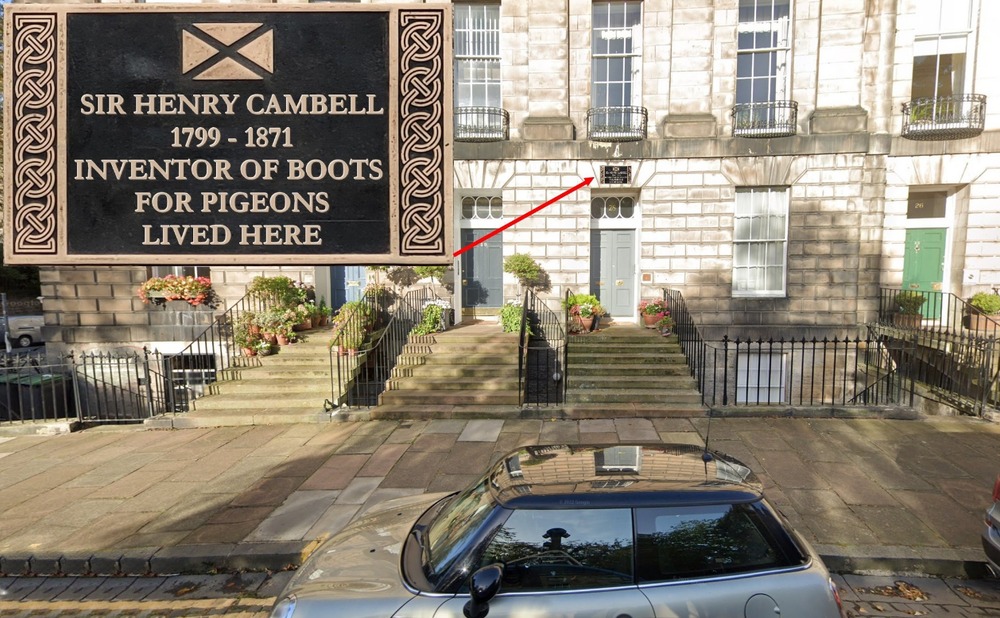 SIR HENRY CAMBELL
1799 - 1871
INVENTOR OF BOOTS
FOR PIGEONS
LIVED HERE